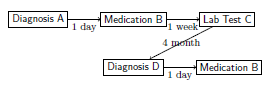 Diagnosis A
1 day
Medication B
1 week
Lab Test C
4 month
Diagnosis D
1 day
Medication B